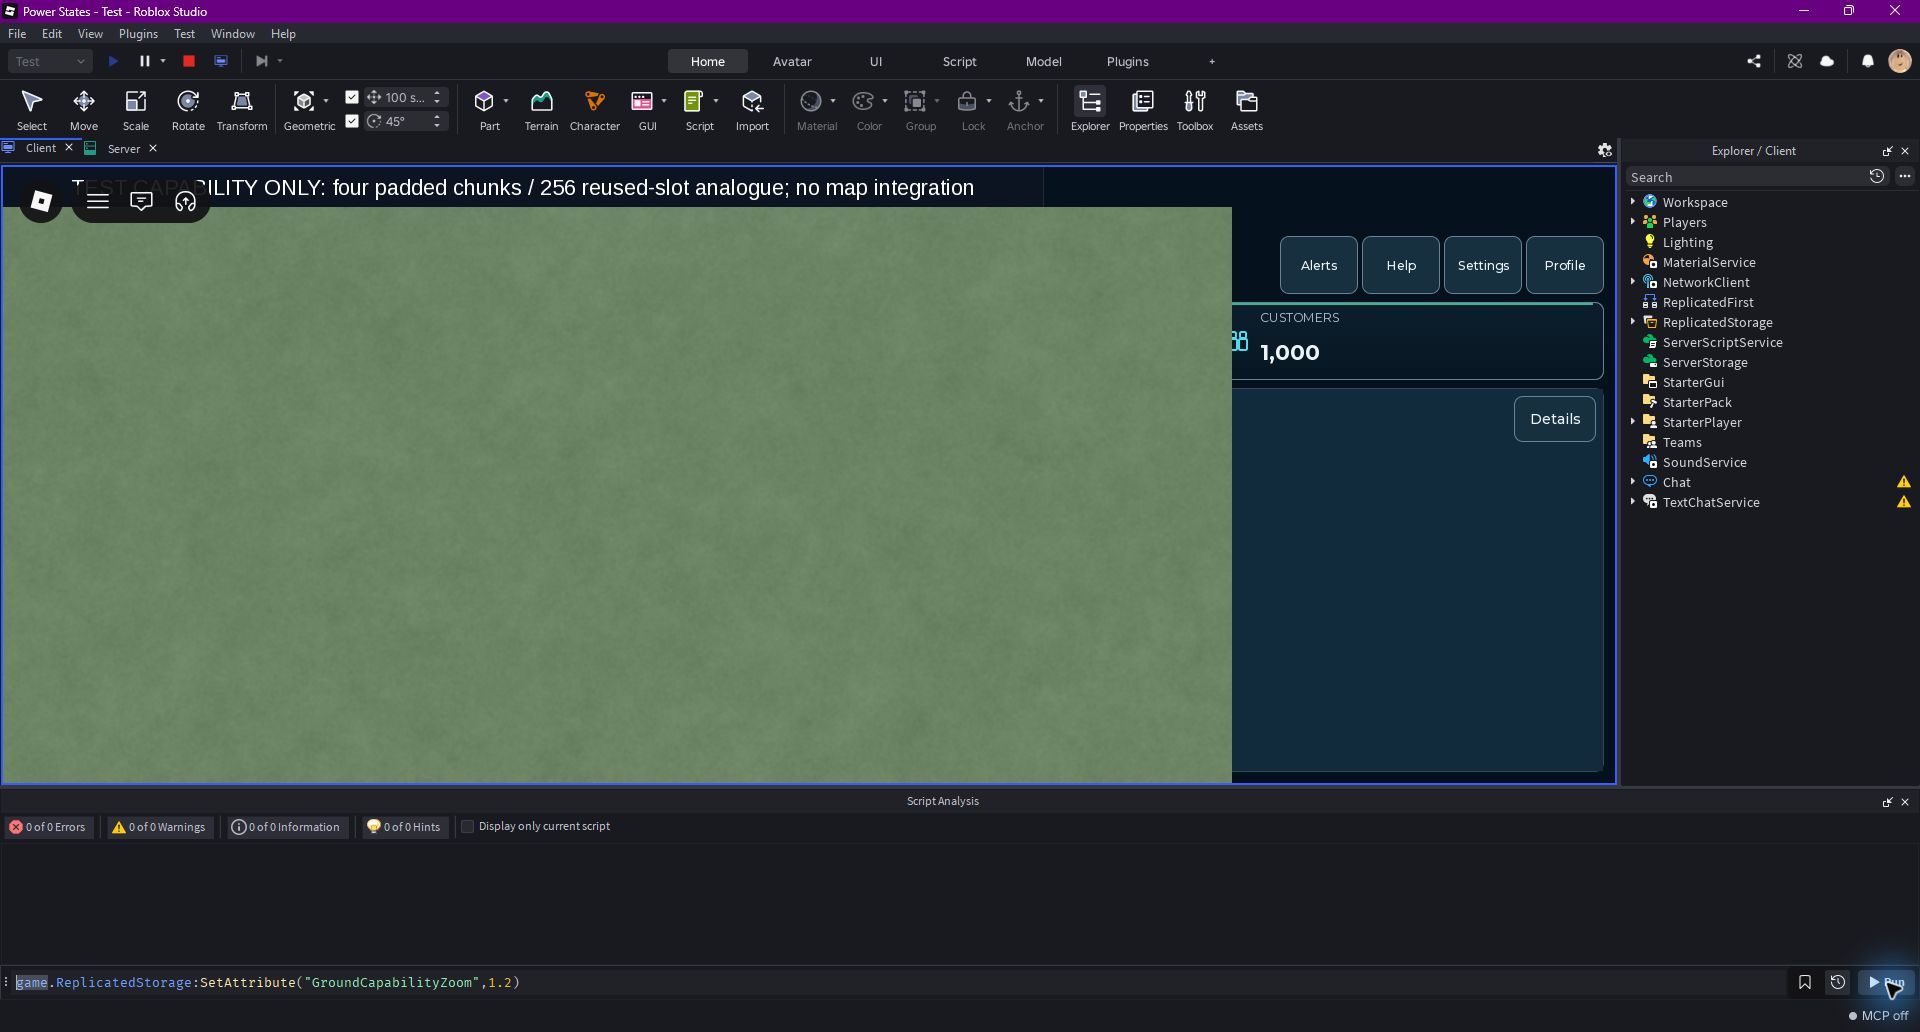 Power States - Test - Roblox Studio
File Edit View Plugins Test Window Help
Test
Home Avatar UI Script Model Plugins +
Select Move Scale Rotate Transform Geometric
100 s...
45°
Part Terrain Character GUI Script Import Material Color Group Lock Anchor Explorer Properties Toolbox Assets
Client Server
Explorer / Client
TEST CAPABILITY ONLY: four padded chunks / 256 reused-slot analogue; no map integration
Alerts Help Settings Profile
CUSTOMERS
1,000
Details
Search
Workspace
Players
Lighting
MaterialService
NetworkClient
ReplicatedFirst
ReplicatedStorage
ServerScriptService
ServerStorage
StarterGui
StarterPack
StarterPlayer
Teams
SoundService
Chat
TextChatService
Script Analysis
0 of 0 Errors 0 of 0 Warnings 0 of 0 Information 0 of 0 Hints Display only current script
game.ReplicatedStorage:SetAttribute("GroundCapabilityZoom",1.2)
Run
MCP off